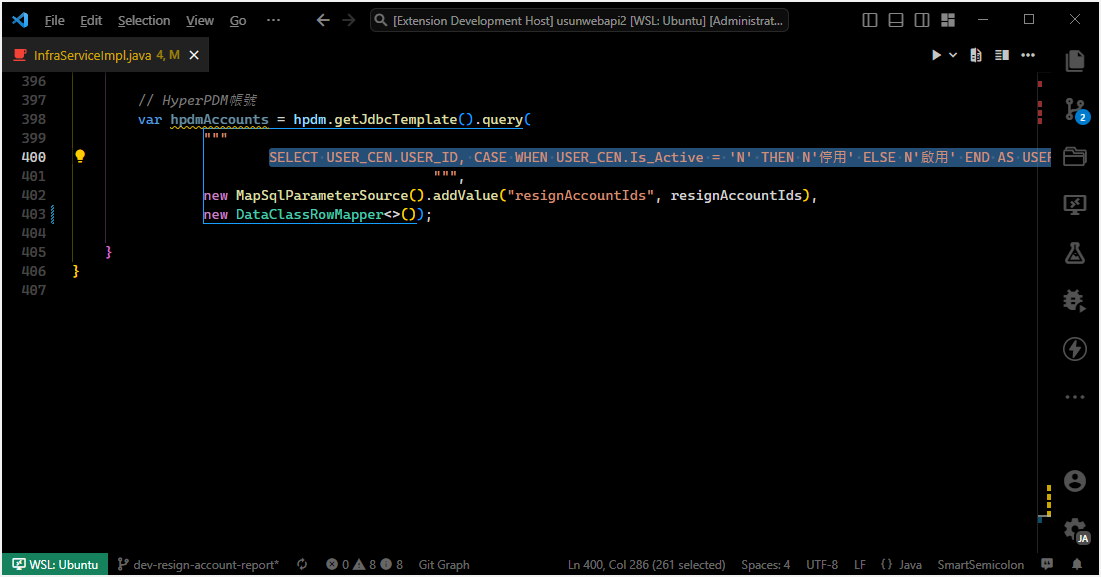 File Edit Selection View Go ··· [Extension Development Host] usunwebapi2 [WSL: Ubuntu] [Administrat...
InfraServiceImpl.java 4, M
396
397 // HyperPDM帳號
398 var hpdmAccounts = hpdm.getJdbcTemplate().query(
399 """
400 SELECT USER_CEN.USER_ID, CASE WHEN USER_CEN.Is_Active = 'N' THEN N'停用' ELSE N'啟用' END AS USER
401 """,
402 new MapSqlParameterSource().addValue("resignAccountIds", resignAccountIds),
403 new DataClassRowMapper<>());
404
405 }
406 }
407
2
JA
WSL: Ubuntu dev-resign-account-report* 0 8 8 Git Graph Ln 400, Col 286 (261 selected) Spaces: 4 UTF-8 LF {} Java SmartSemicolon